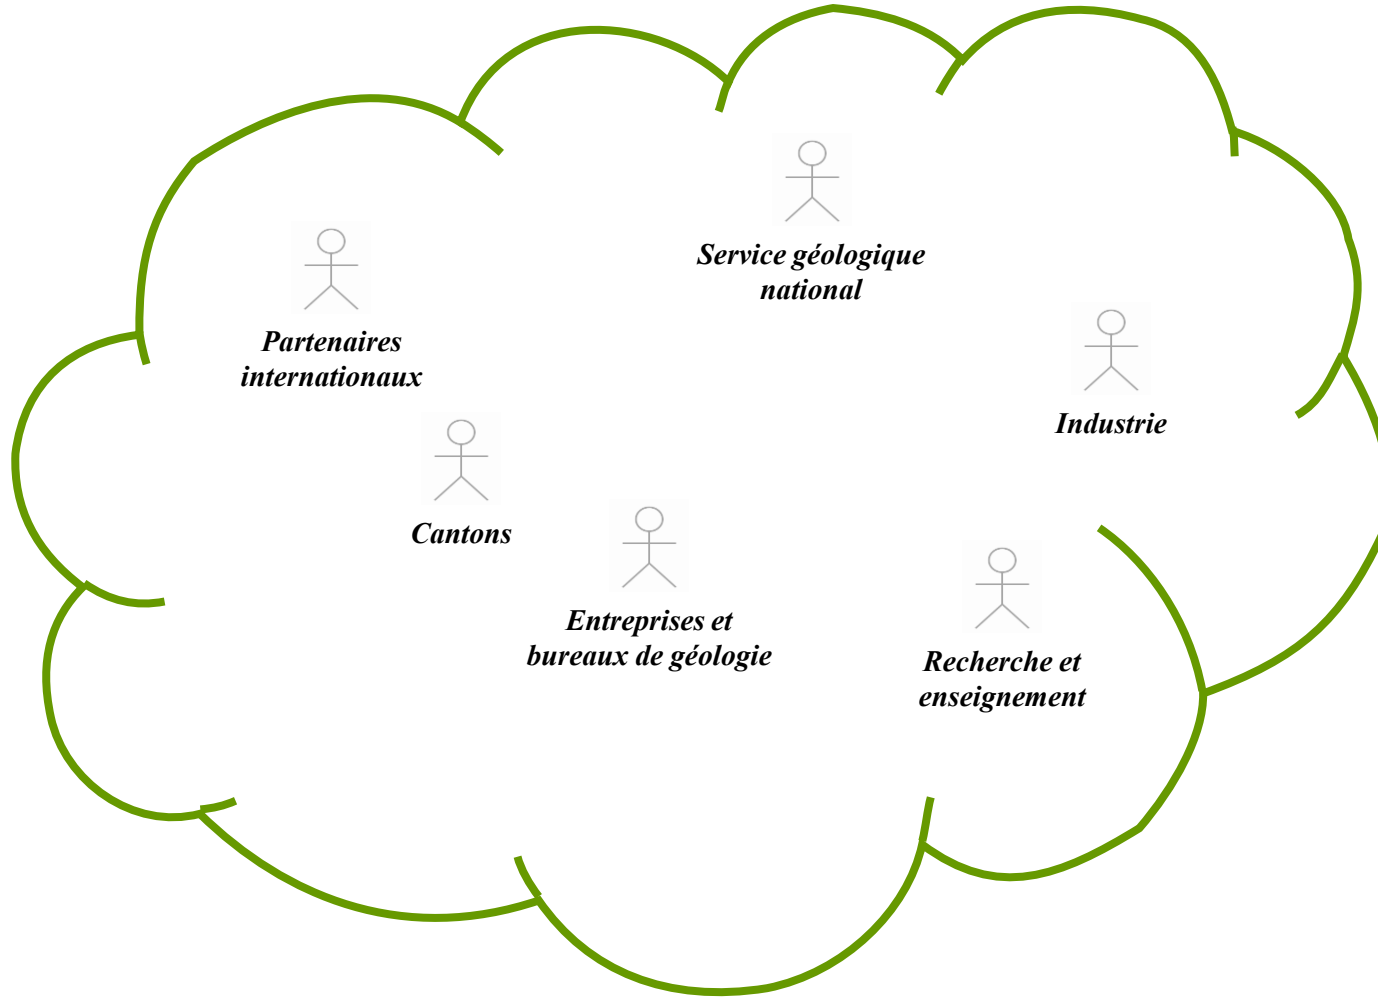 Service géologique
national
Partenaires
internationaux
Industrie
Cantons
Entreprises et
bureaux de géologie
Recherche et
enseignement